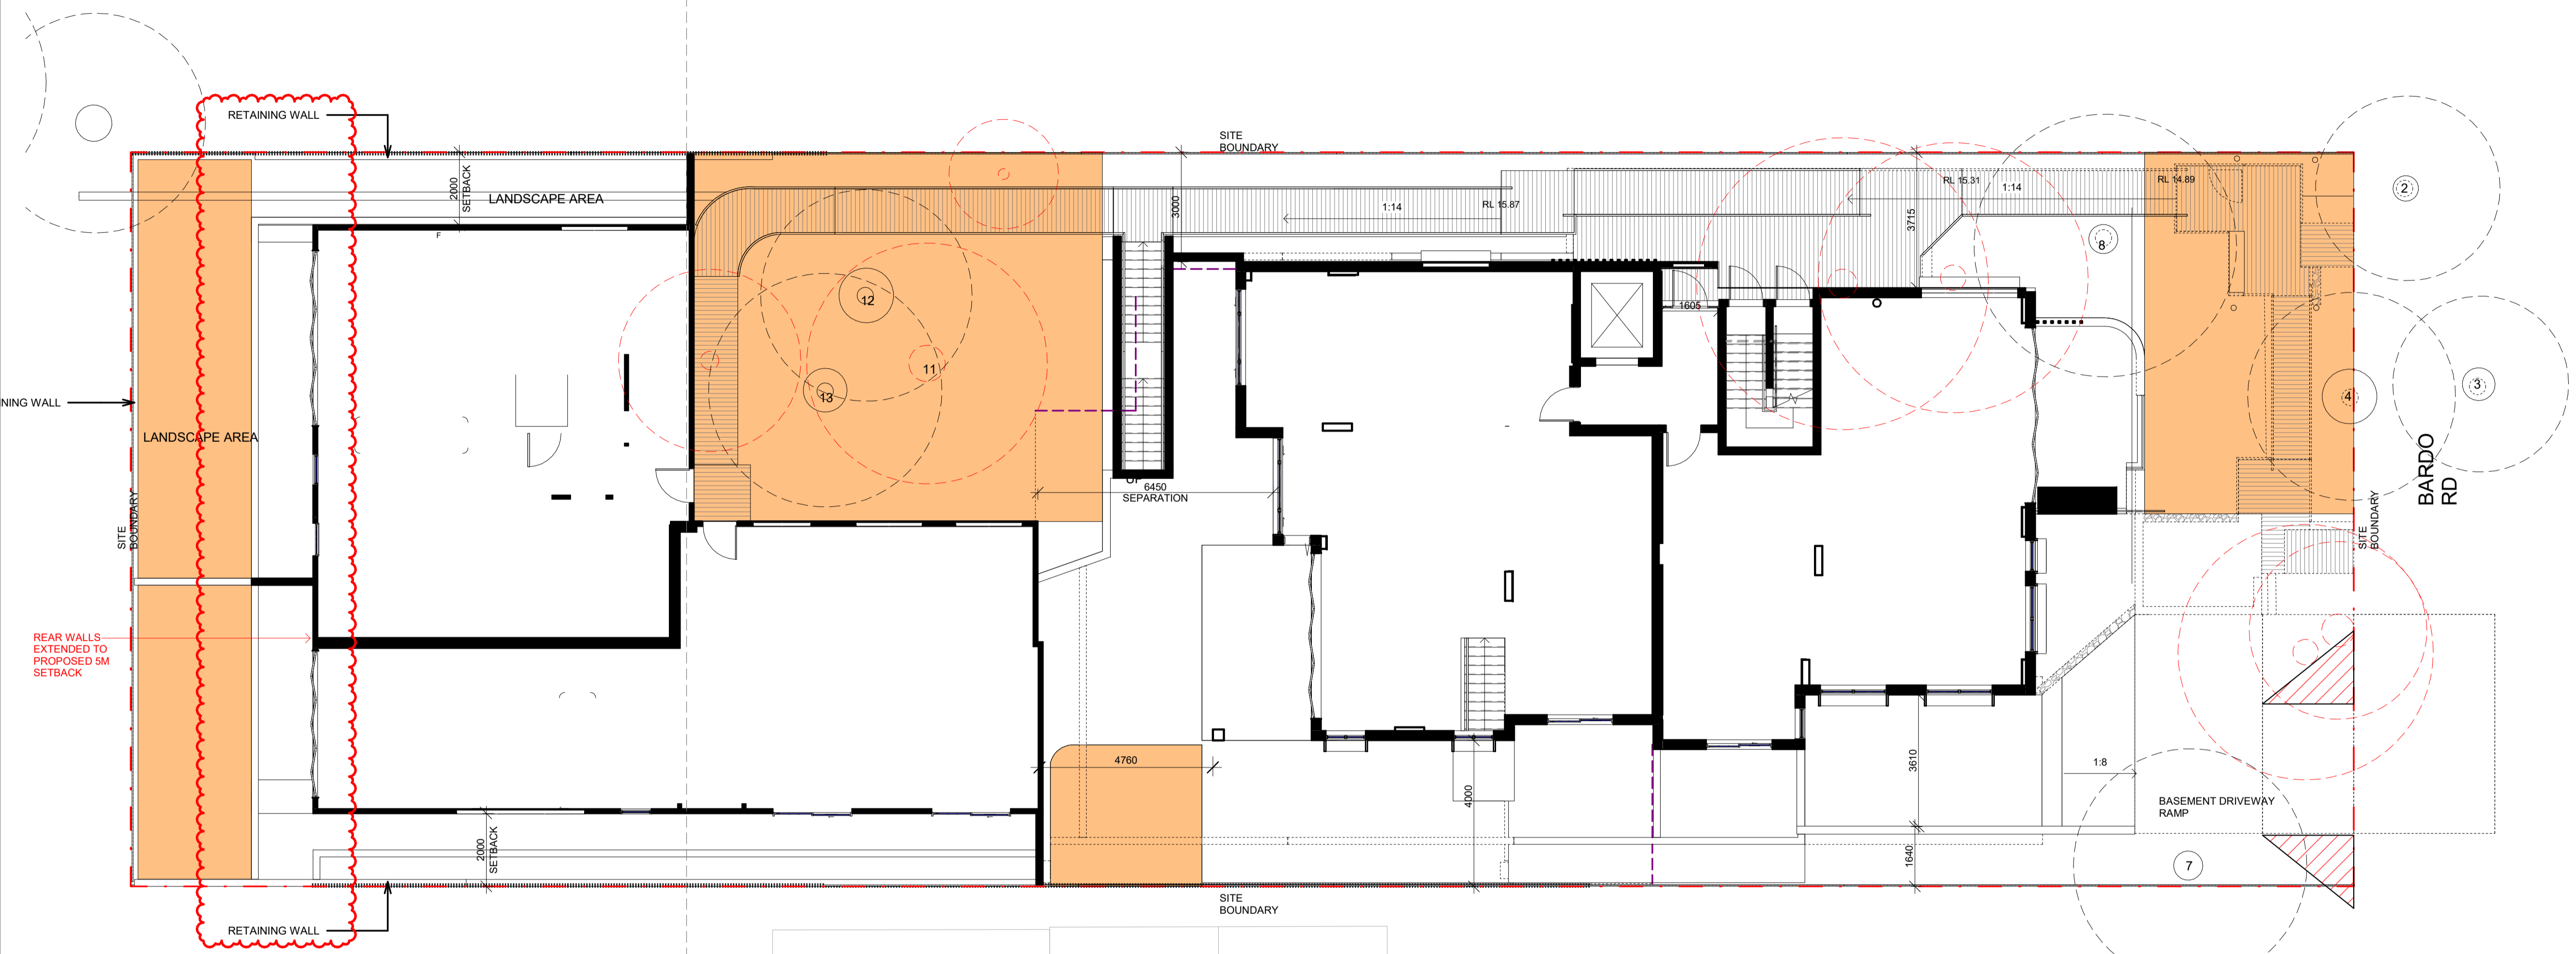 RETAINING WALL
SITE
BOUNDARY
2000
SETBACK
LANDSCAPE AREA
3000
1:14
RL 15.87
3715
RL 15.31
1:14
RL 14.89
2
8
F
12
11
13
1605
3
4
NING WALL
LANDSCAPE AREA
UP
6450
SEPARATION
BARDO
RD
SITE
BOUNDARY
SITE
BOUNDARY
REAR WALLS
EXTENDED TO
PROPOSED 5M
SETBACK
4760
4000
3610
1:8
BASEMENT DRIVEWAY
RAMP
2000
SETBACK
1640
7
RETAINING WALL
SITE
BOUNDARY